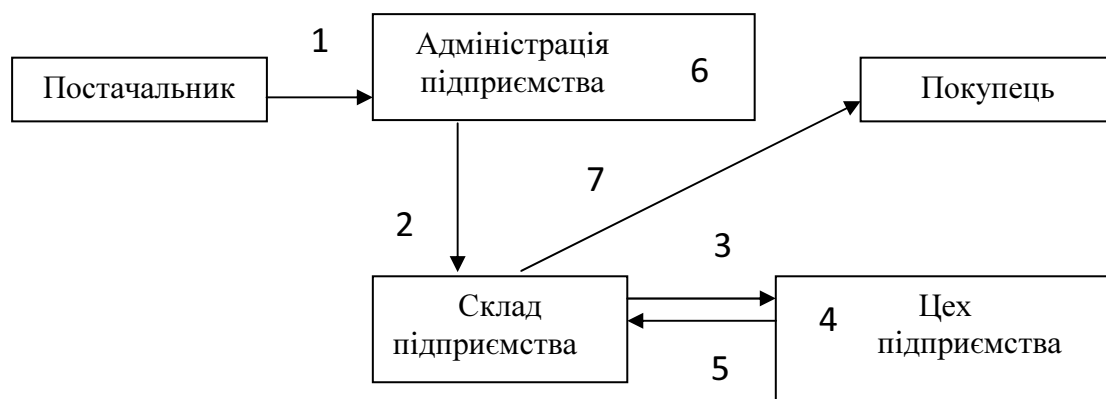 1
Адміністрація
підприємства
6
Постачальник
Покупець
7
2
3
Склад
підприємства
4
Цех
підприємства
5